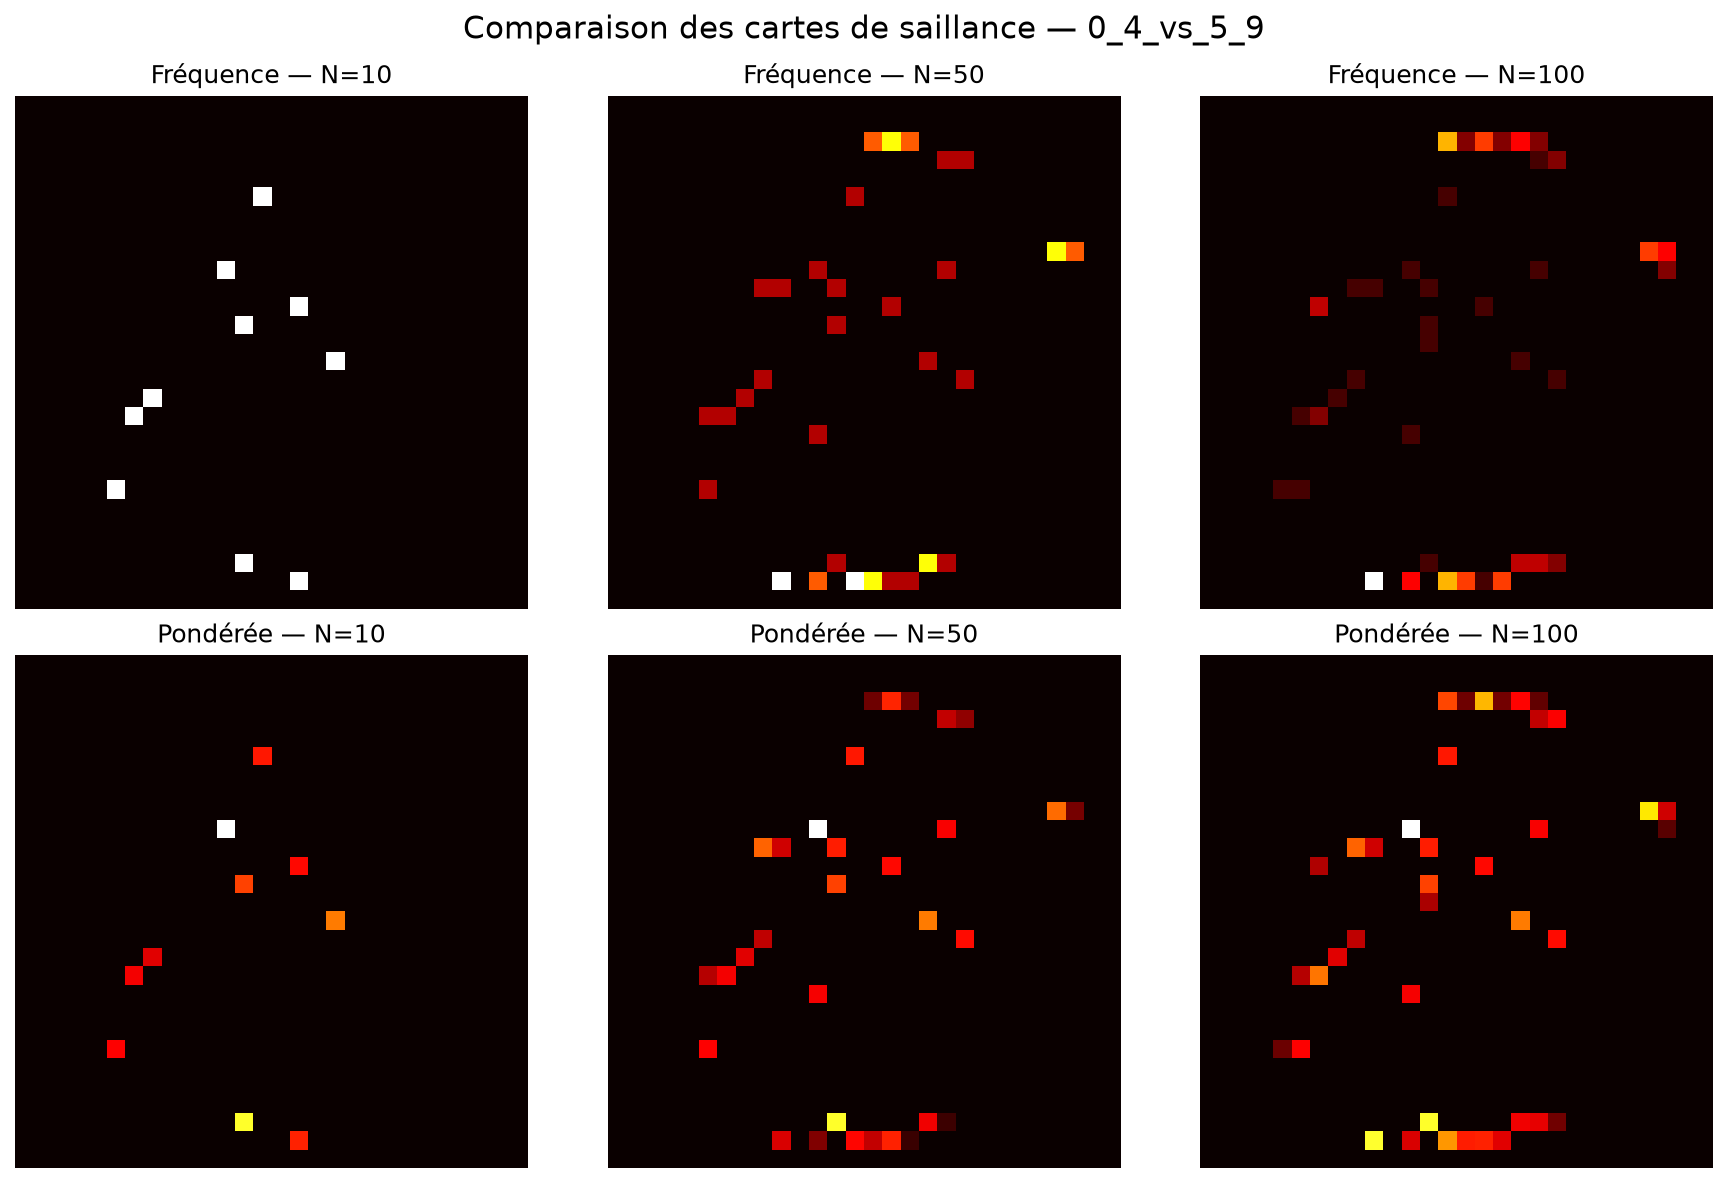 Comparaison des cartes de saillance — 0_4_vs_5_9
Fréquence — N=10
Fréquence — N=50
Fréquence — N=100
Pondérée — N=10
Pondérée — N=50
Pondérée — N=100